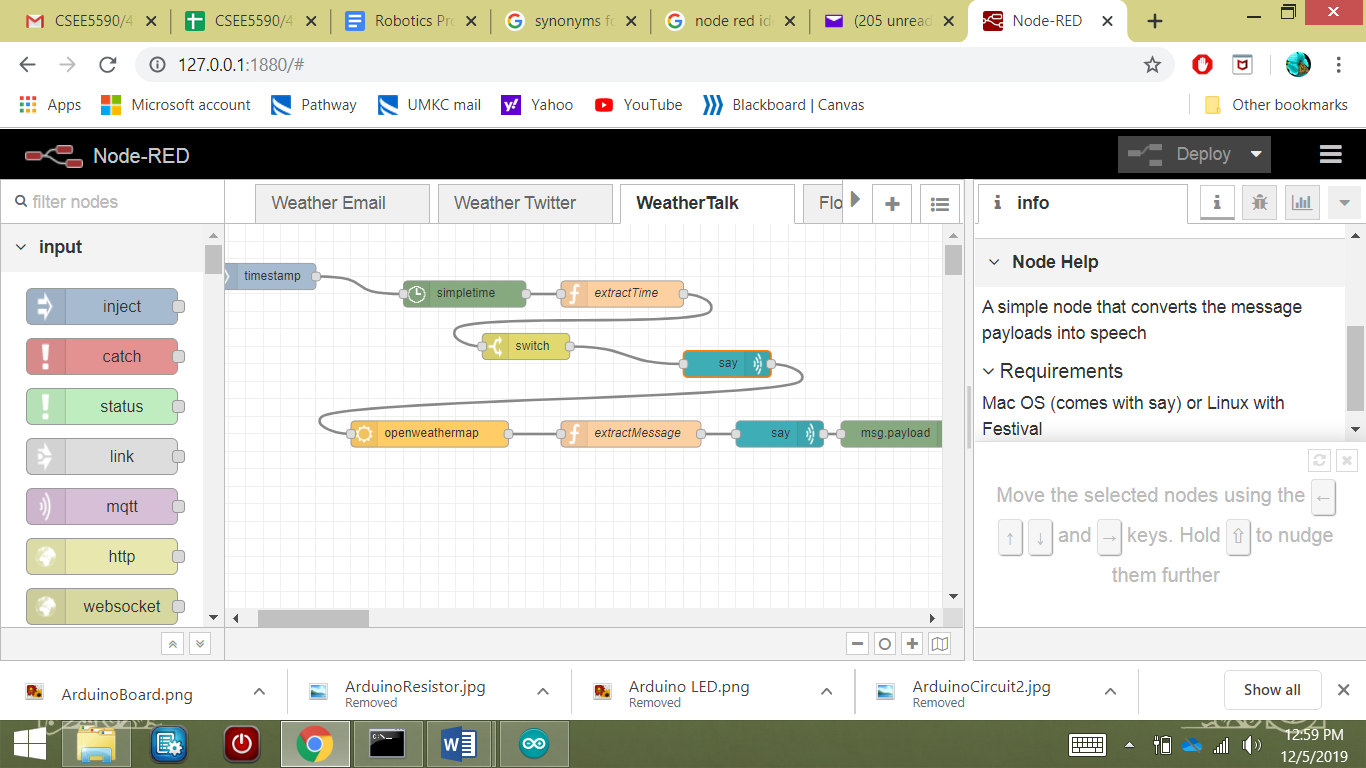 CSEE5590/4
CSEE5590/4
Robotics Pro
synonyms fo
node red ide
(205 unread
Node-RED
127.0.0.1:1880/#
Apps
Microsoft account
Pathway
UMKC mail
Yahoo
YouTube
Blackboard | Canvas
Other bookmarks
Node-RED
Deploy
filter nodes
Weather Email
Weather Twitter
WeatherTalk
Flo
info
input
inject
catch
status
link
mqtt
http
websocket
timestamp
simpletime
extractTime
switch
say
openweathermap
extractMessage
say
msg.payload
Node Help
A simple node that converts the message
payloads into speech
Requirements
Mac OS (comes with say) or Linux with
Festival
Move the selected nodes using the ←
↑ ↓ and → keys. Hold ⇧ to nudge
them further
ArduinoBoard.png
ArduinoResistor.jpg
Removed
Arduino LED.png
Removed
ArduinoCircuit2.jpg
Removed
Show all
12:59 PM
12/5/2019